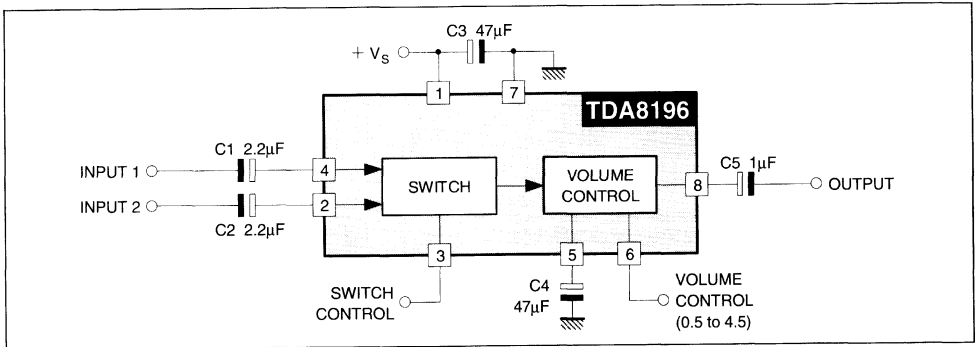 C3 47µF
+ VS
1
7
TDA8196
C1 2.2µF
INPUT 1
4
SWITCH
VOLUME
CONTROL
8
C5 1µF
OUTPUT
INPUT 2
2
C2 2.2µF
3
5
6
SWITCH
CONTROL
C4
47µF
VOLUME
CONTROL
(0.5 to 4.5)